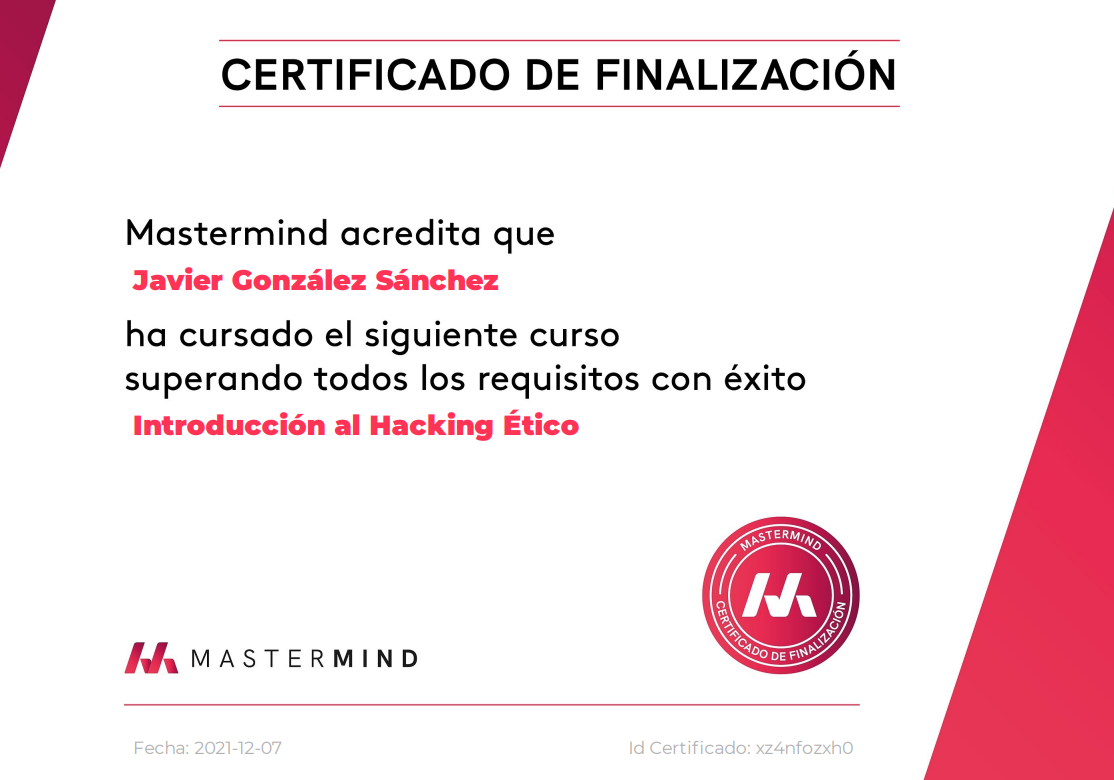 CERTIFICADO DE FINALIZACIÓN
Mastermind acredita que
Javier González Sánchez
ha cursado el siguiente curso
superando todos los requisitos con éxito
Introducción al Hacking Ético
MASTERMIND
CERTIFICADO DE FINALIZACIÓN
MASTERMIND
Fecha: 2021-12-07
Id Certificado: xz4nfozxh0